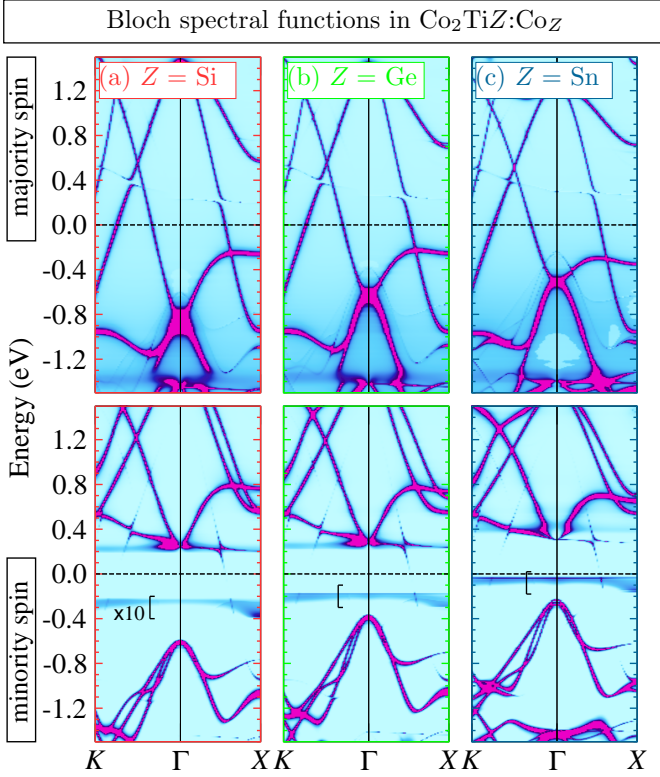 Bloch spectral functions in Co₂TiZ:Co_Z
majority spin
(a) Z = Si
(b) Z = Ge
(c) Z = Sn
1.2
0.8
0.4
0.0
-0.4
-0.8
-1.2
Energy (eV)
minority spin
1.2
0.8
0.4
0.0
-0.4
-0.8
-1.2
x10
K Γ X K Γ X K Γ X